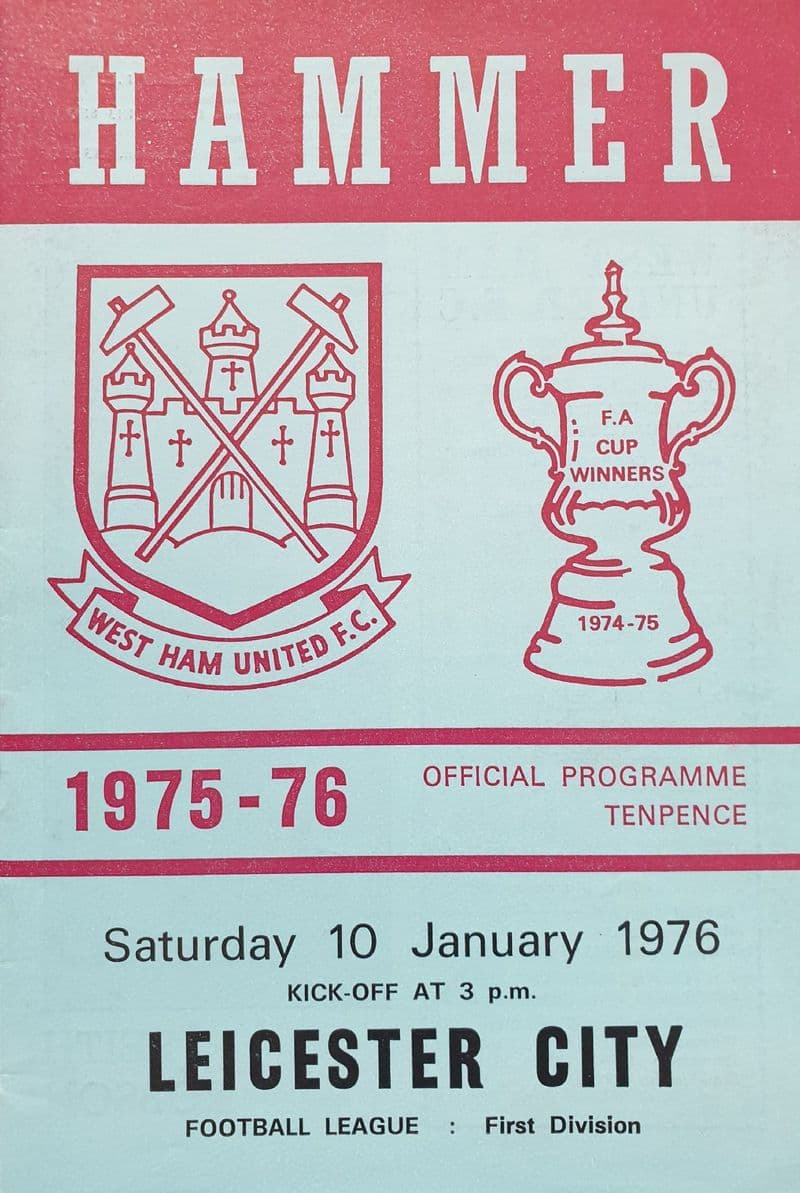 HAMMER
WEST HAM UNITED F.C.
F.A
CUP
WINNERS
1974-75
1975-76
OFFICIAL PROGRAMME
TENPENCE
Saturday 10 January 1976
KICK-OFF AT 3 p.m.
LEICESTER CITY
FOOTBALL LEAGUE : First Division